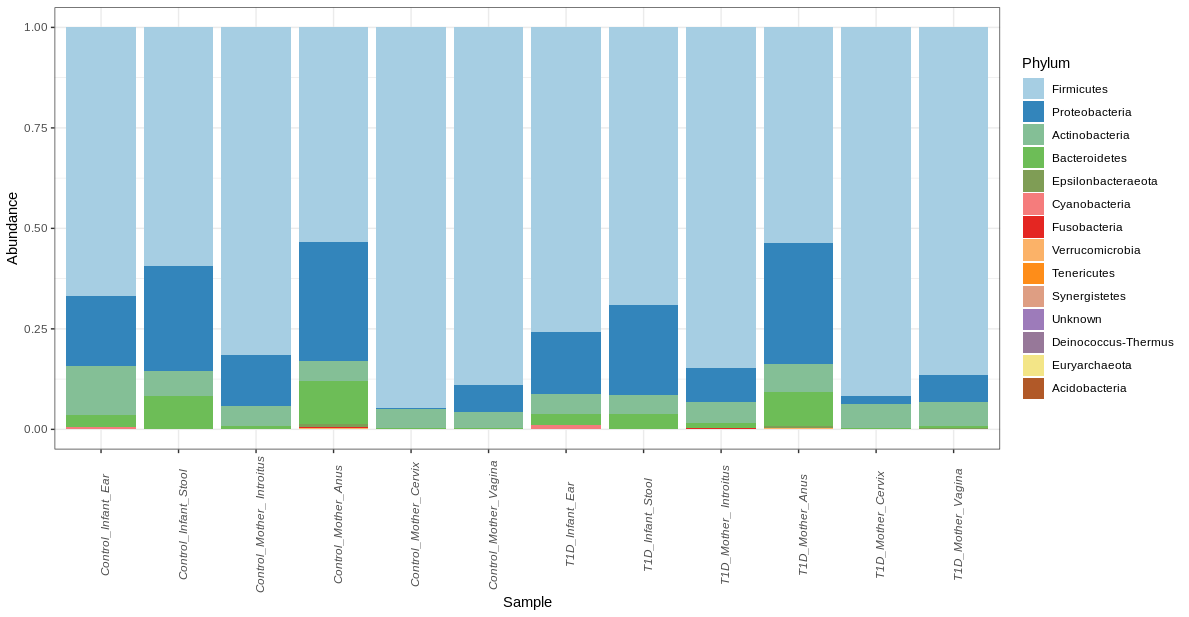 Abundance
1.00
0.75
0.50
0.25
0.00
Control_Infant_Ear
Control_Infant_Stool
Control_Mother_Introitus
Control_Mother_Anus
Control_Mother_Cervix
Control_Mother_Vagina
T1D_Infant_Ear
T1D_Infant_Stool
T1D_Mother_ Introitus
T1D_Mother_Anus
T1D_Mother_Cervix
T1D_Mother_Vagina
Sample
Phylum
Firmicutes
Proteobacteria
Actinobacteria
Bacteroidetes
Epsilonbacteraeota
Cyanobacteria
Fusobacteria
Verrucomicrobia
Tenericutes
Synergistetes
Unknown
Deinococcus-Thermus
Euryarchaeota
Acidobacteria